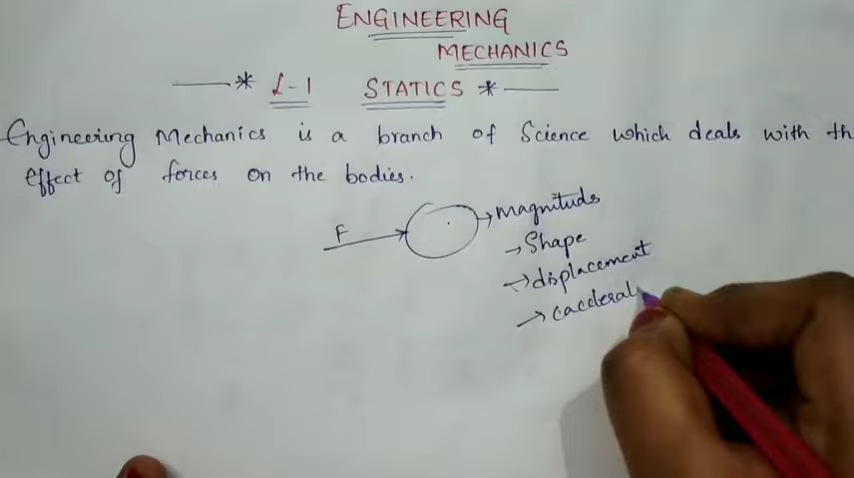 ENGINEERING
MECHANICS
L-1 STATICS
Engineering Mechanics is a branch of Science which deals with th
effect of forces on the bodies.
F
Magnitude
Shape
displacement